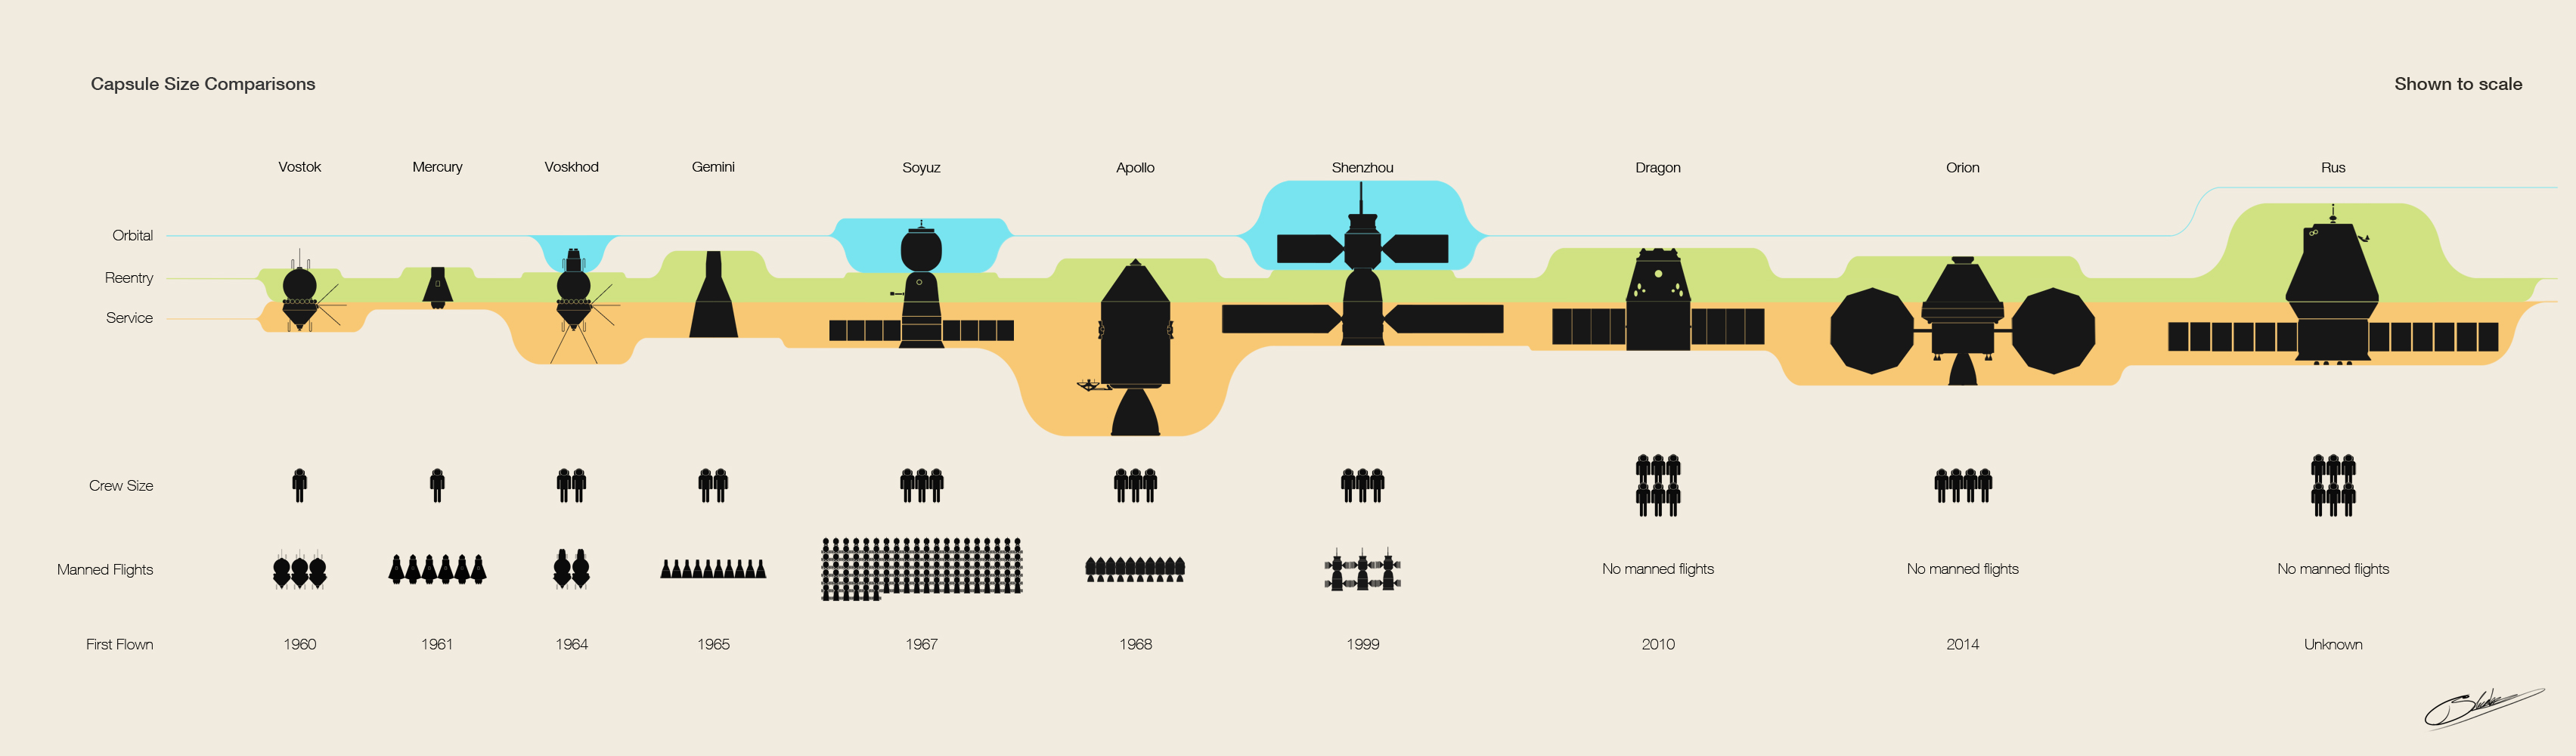 Capsule Size Comparisons
Shown to scale
Vostok Mercury Voskhod Gemini Soyuz Apollo Shenzhou Dragon Orion Rus
Orbital
Reentry
Service
Crew Size
Manned Flights No manned flights No manned flights No manned flights
First Flown 1960 1961 1964 1965 1967 1968 1999 2010 2014 Unknown